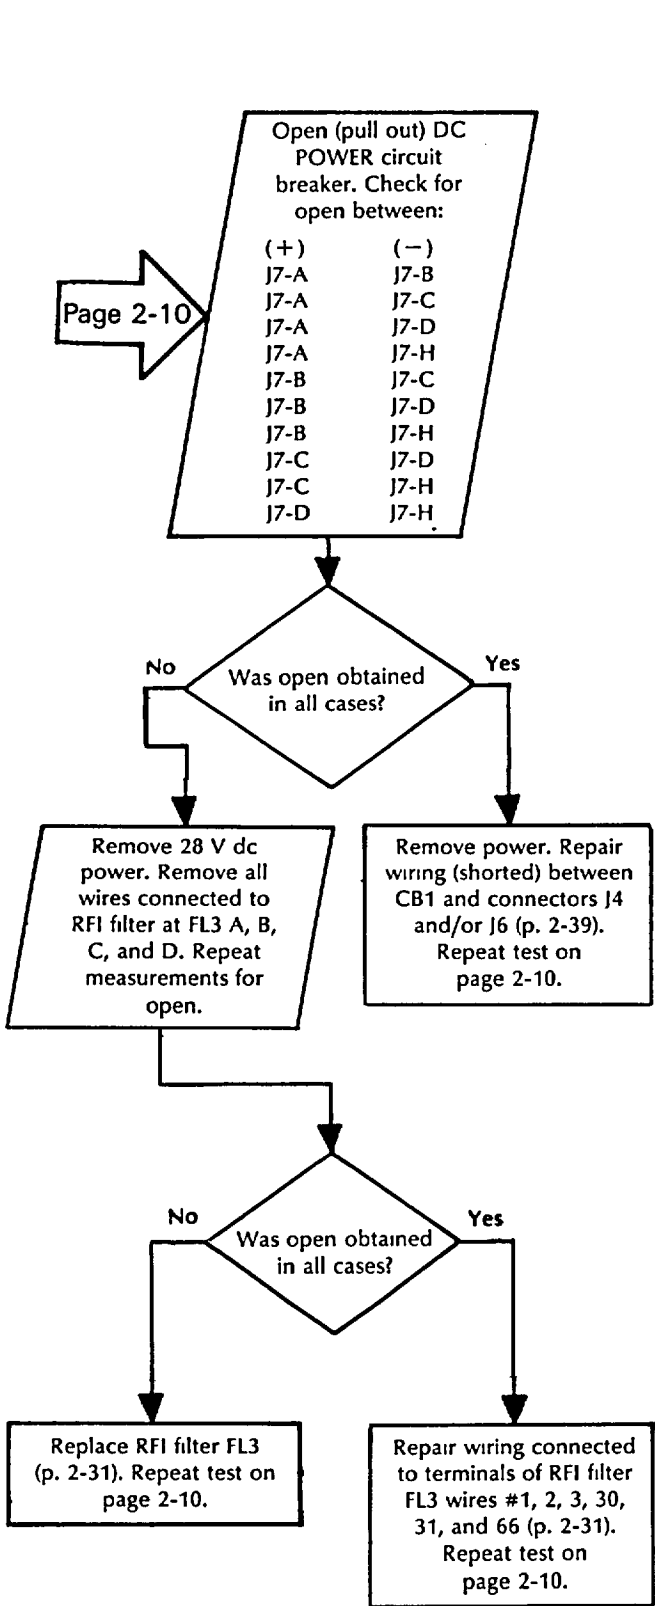 Open (pull out) DC
POWER circuit
breaker. Check for
open between:
(+) (−)
J7-A J7-B
J7-A J7-C
J7-A J7-D
J7-A J7-H
J7-B J7-C
J7-B J7-D
J7-B J7-H
J7-C J7-D
J7-C J7-H
J7-D J7-H
Page 2-10
Was open obtained
in all cases?
No
Yes
Remove 28 V dc
power. Remove all
wires connected to
RFI filter at FL3 A, B,
C, and D. Repeat
measurements for
open.
Remove power. Repair
wiring (shorted) between
CB1 and connectors J4
and/or J6 (p. 2-39).
Repeat test on
page 2-10.
Was open obtained
in all cases?
No
Yes
Replace RFI filter FL3
(p. 2-31). Repeat test on
page 2-10.
Repair wiring connected
to terminals of RFI filter
FL3 wires #1, 2, 3, 30,
31, and 66 (p. 2-31).
Repeat test on
page 2-10.